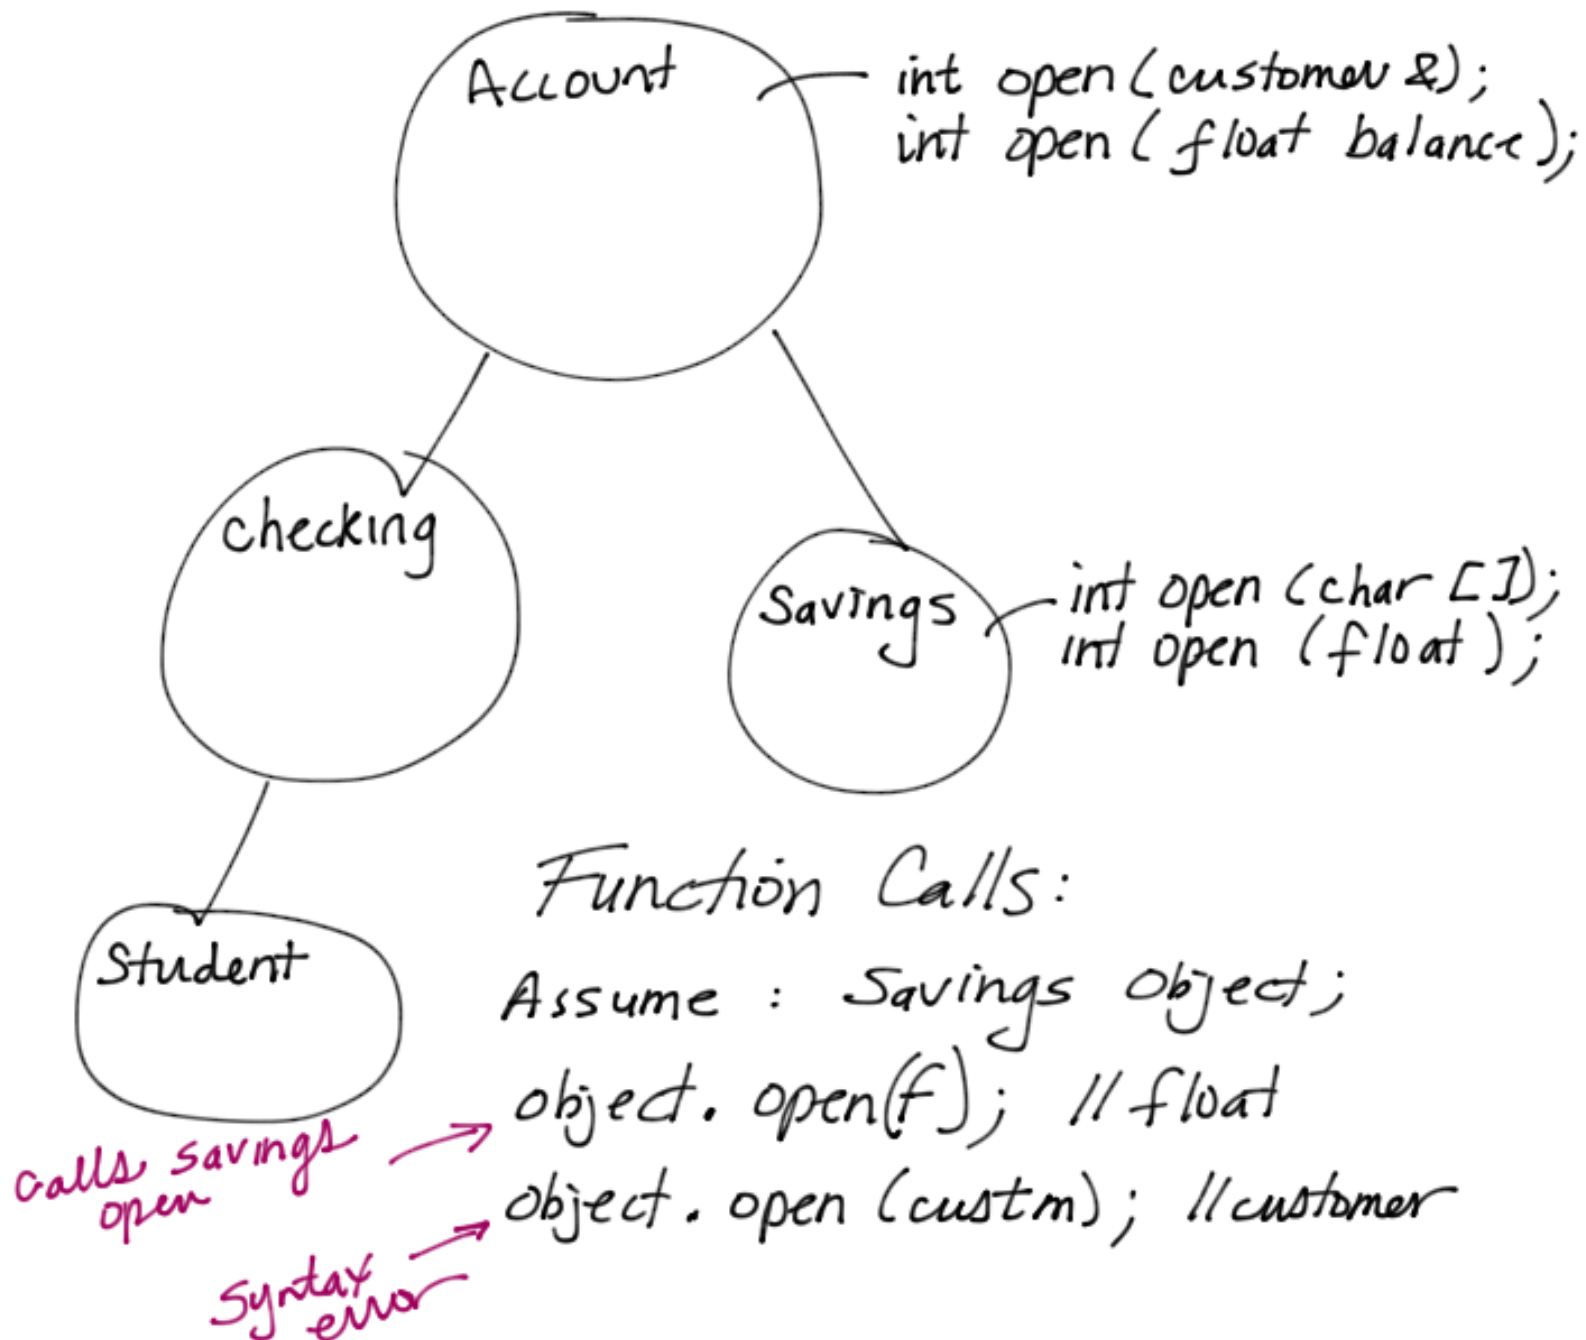 Account
int open (customer &);
int open (float balance);
checking
Savings
int open (char []);
int open (float);
Student
Function Calls:
Assume : Savings object;
object. open(f); // float
calls savings
open
object. open (custm); //customer
Syntax
error